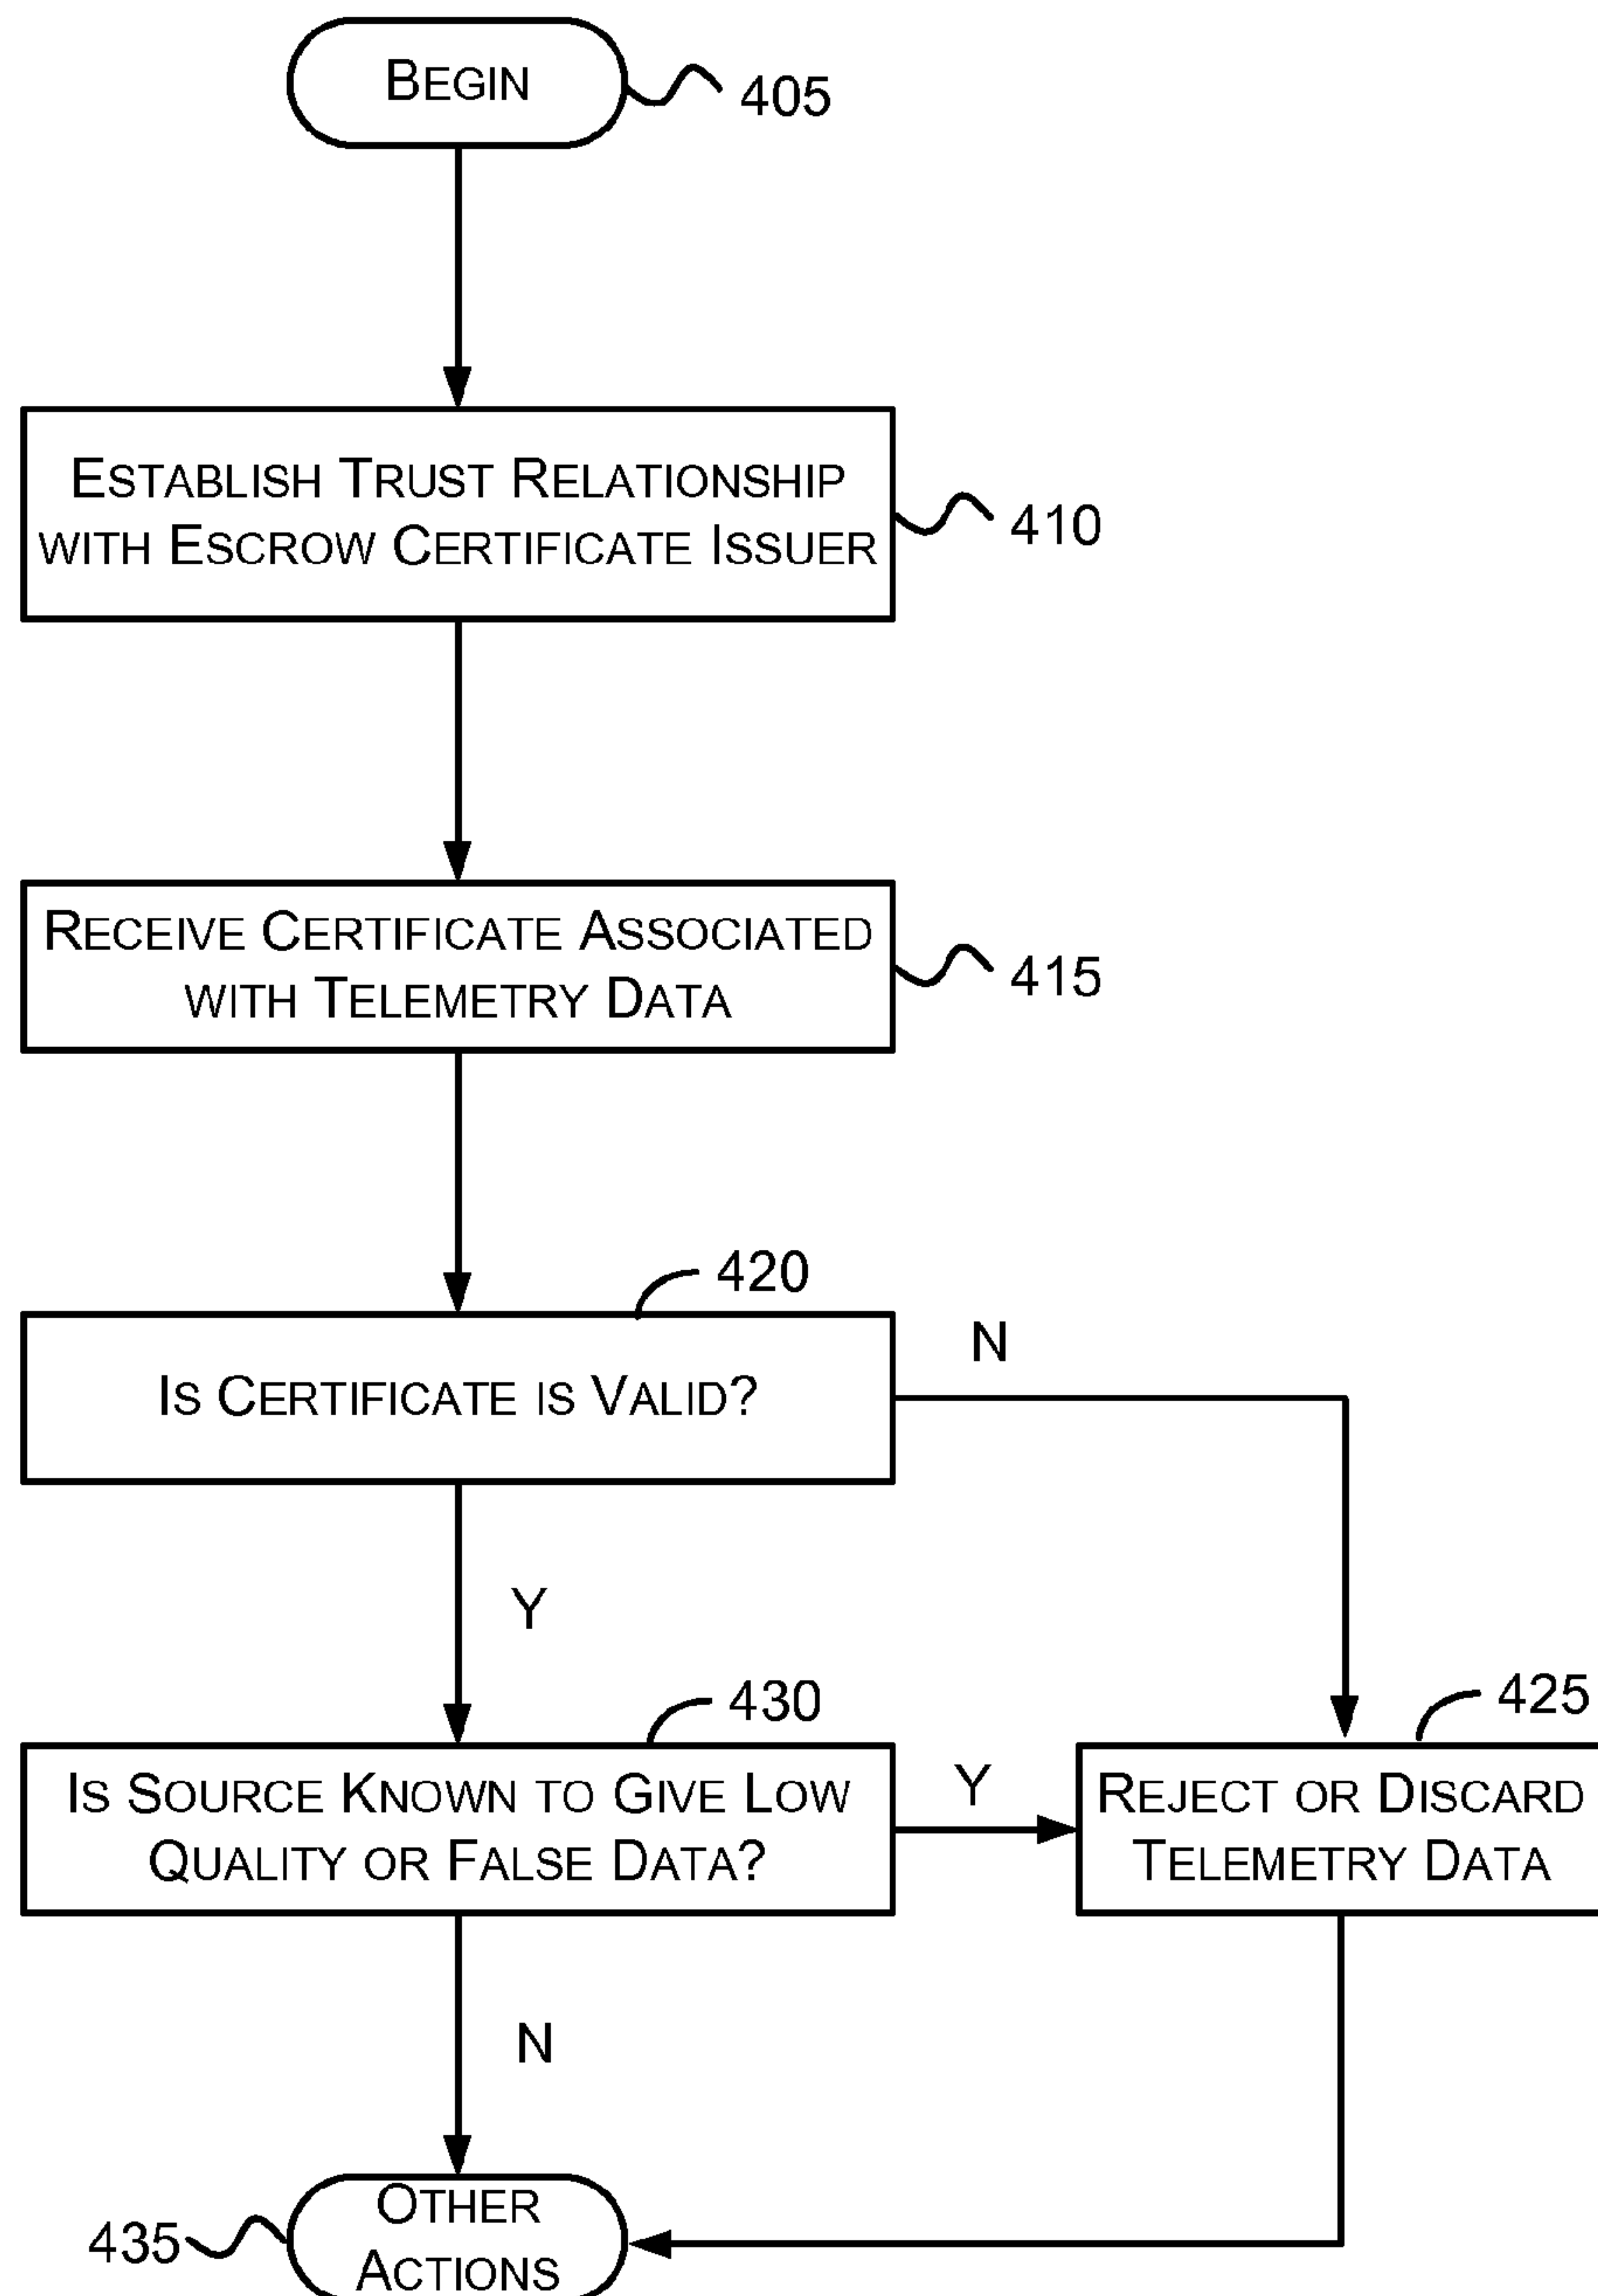 BEGIN
405
ESTABLISH TRUST RELATIONSHIP
WITH ESCROW CERTIFICATE ISSUER
410
RECEIVE CERTIFICATE ASSOCIATED
WITH TELEMETRY DATA
415
420
IS CERTIFICATE IS VALID?
N
Y
430
425
IS SOURCE KNOWN TO GIVE LOW
QUALITY OR FALSE DATA?
Y
REJECT OR DISCARD
TELEMETRY DATA
N
OTHER
ACTIONS
435